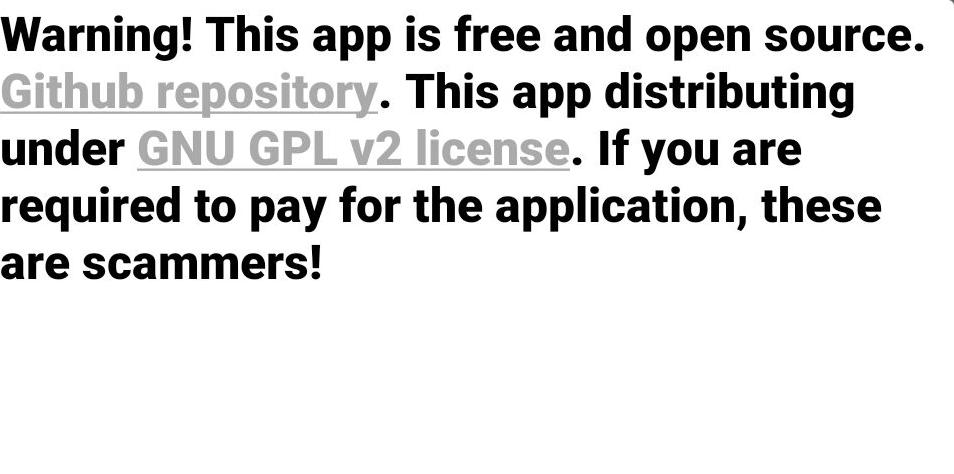 Warning! This app is free and open source.
Github repository. This app distributing
under GNU GPL v2 license. If you are
required to pay for the application, these
are scammers!